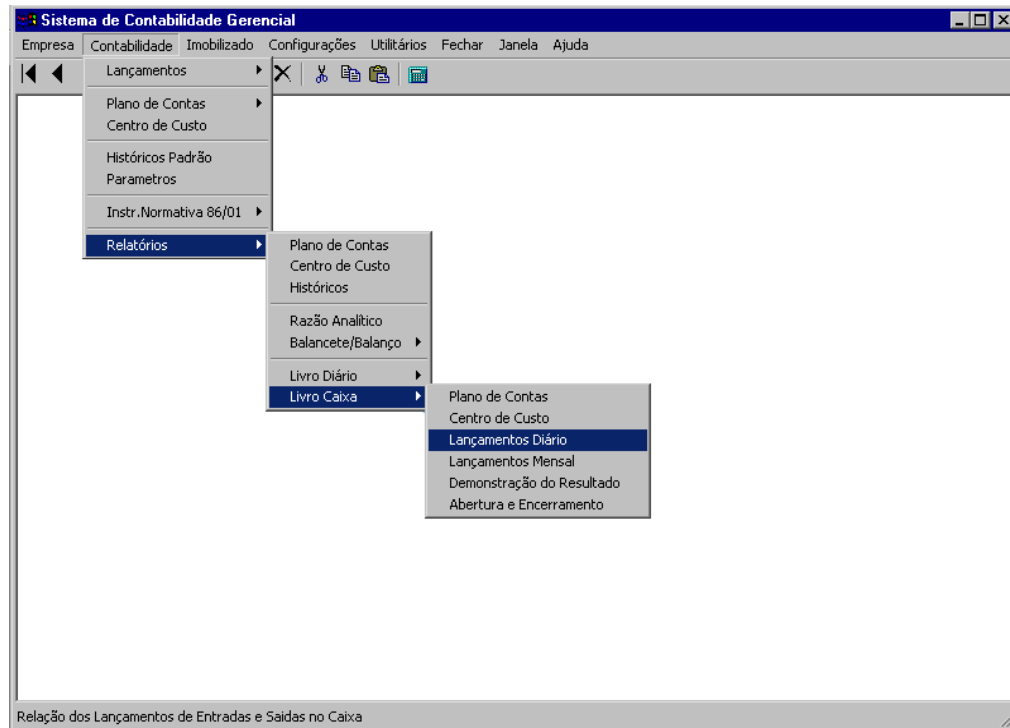 Sistema de Contabilidade Gerencial
Empresa Contabilidade Imobilizado Configurações Utilitários Fechar Janela Ajuda
Lançamentos
Plano de Contas
Centro de Custo
Históricos Padrão
Parametros
Instr.Normativa 86/01
Relatórios
Plano de Contas
Centro de Custo
Históricos
Razão Analítico
Balancete/Balanço
Livro Diário
Livro Caixa
Plano de Contas
Centro de Custo
Lançamentos Diário
Lançamentos Mensal
Demonstração do Resultado
Abertura e Encerramento
Relação dos Lançamentos de Entradas e Saidas no Caixa